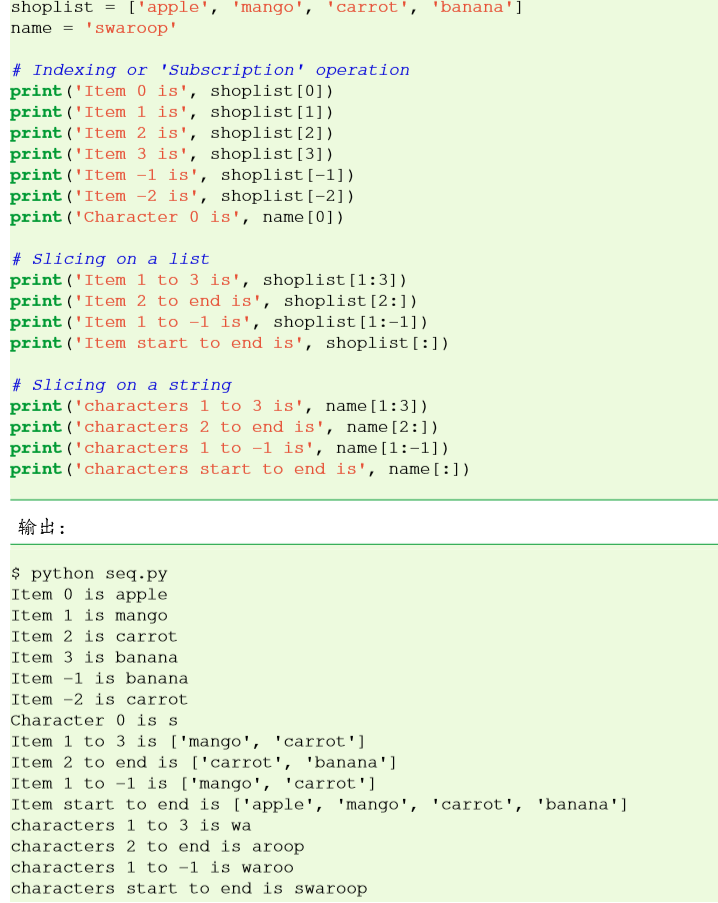 shoplist = ['apple', 'mango', 'carrot', 'banana']
name = 'swaroop'
# Indexing or 'Subscription' operation
print('Item 0 is', shoplist[0])
print('Item 1 is', shoplist[1])
print('Item 2 is', shoplist[2])
print('Item 3 is', shoplist[3])
print('Item -1 is', shoplist[-1])
print('Item -2 is', shoplist[-2])
print('Character 0 is', name[0])
# Slicing on a list
print('Item 1 to 3 is', shoplist[1:3])
print('Item 2 to end is', shoplist[2:])
print('Item 1 to -1 is', shoplist[1:-1])
print('Item start to end is', shoplist[:])
# Slicing on a string
print('characters 1 to 3 is', name[1:3])
print('characters 2 to end is', name[2:])
print('characters 1 to -1 is', name[1:-1])
print('characters start to end is', name[:])
输出:
$ python seq.py
Item 0 is apple
Item 1 is mango
Item 2 is carrot
Item 3 is banana
Item -1 is banana
Item -2 is carrot
Character 0 is s
Item 1 to 3 is ['mango', 'carrot']
Item 2 to end is ['carrot', 'banana']
Item 1 to -1 is ['mango', 'carrot']
Item start to end is ['apple', 'mango', 'carrot', 'banana']
characters 1 to 3 is wa
characters 2 to end is aroop
characters 1 to -1 is waroo
characters start to end is swaroop